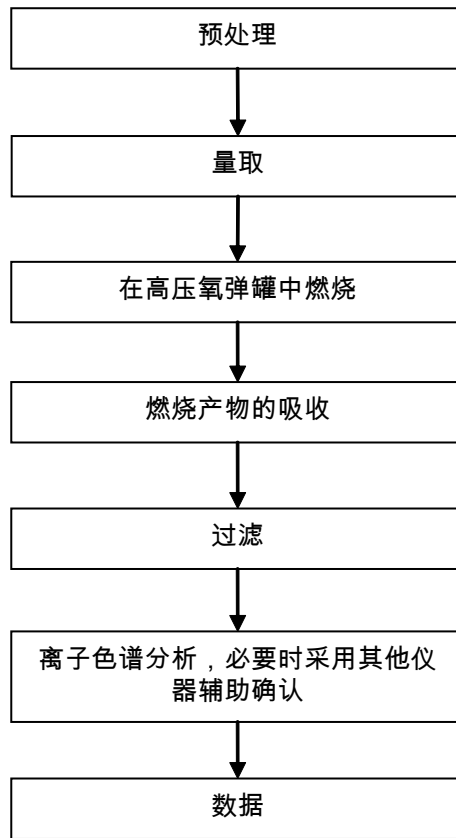 预处理
量取
在高压氧弹罐中燃烧
燃烧产物的吸收
过滤
离子色谱分析，必要时采用其他仪
器辅助确认
数据